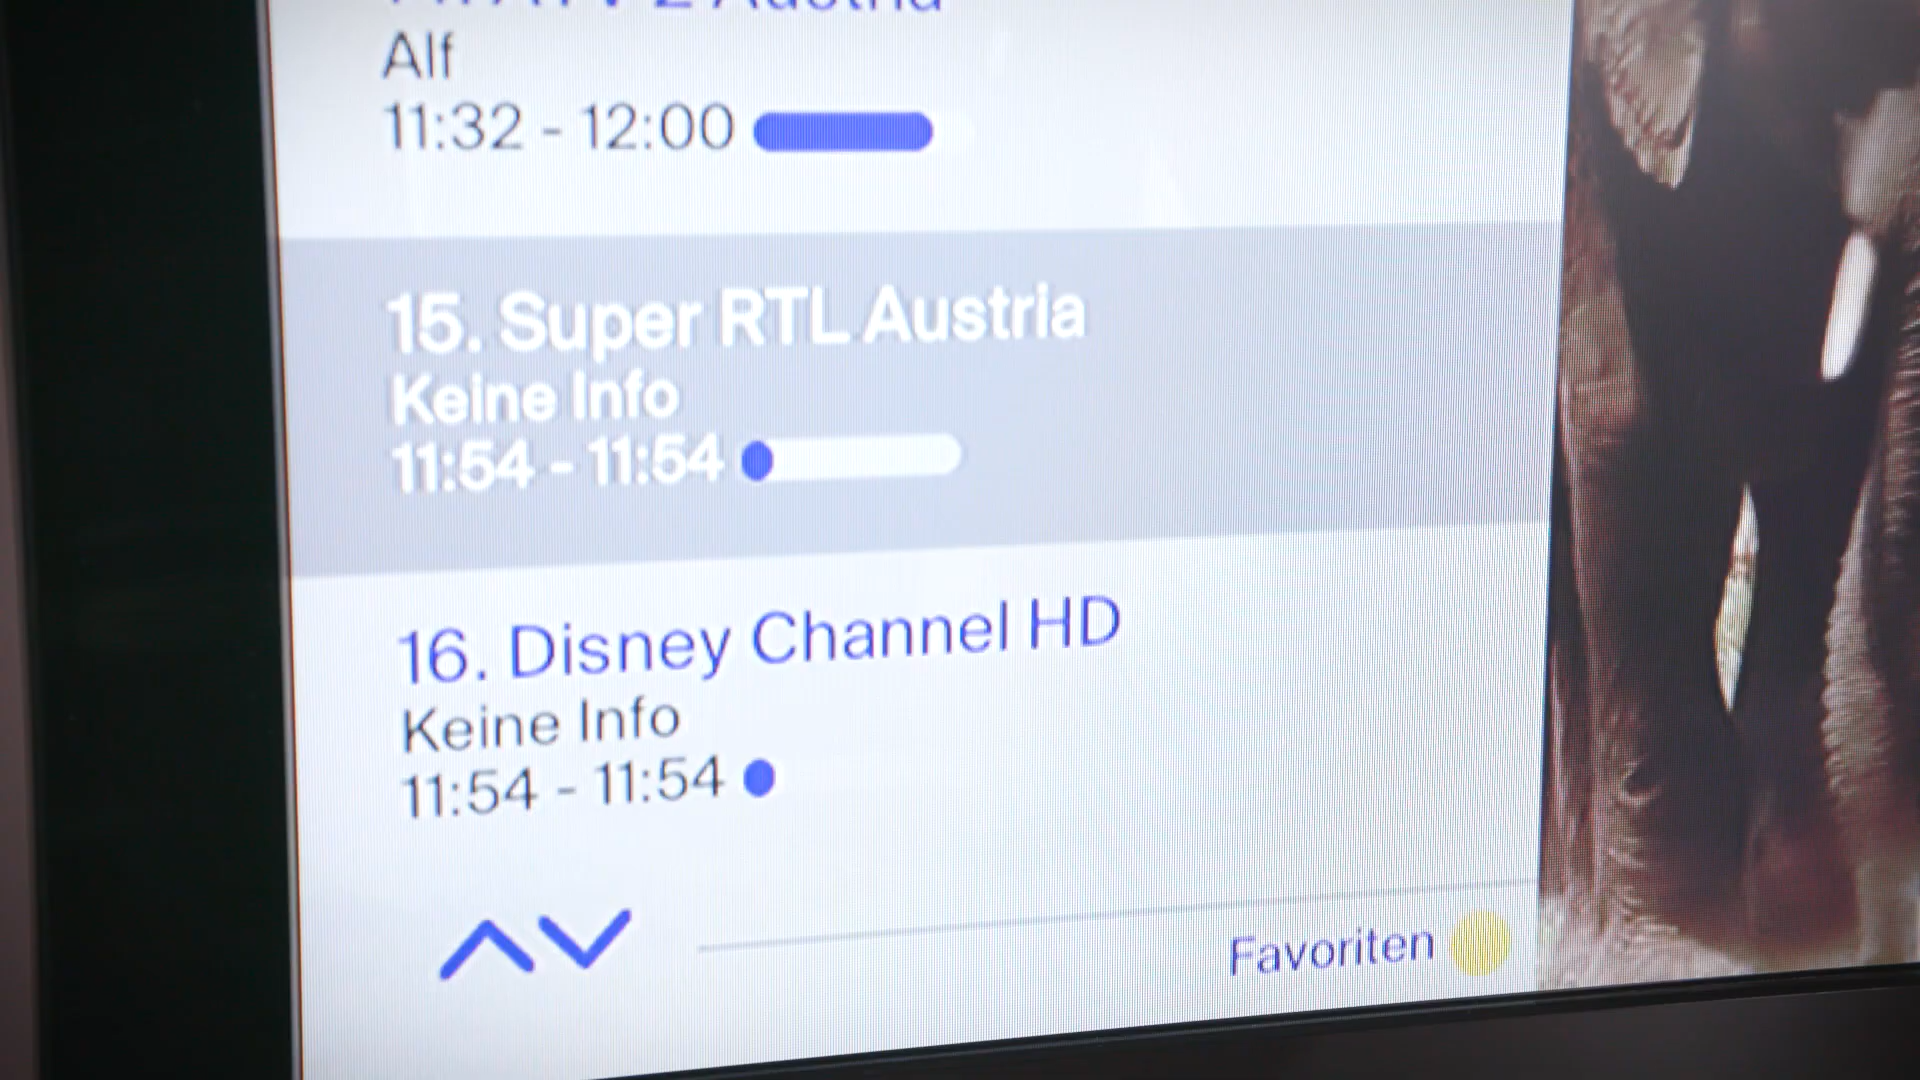 Austria
Alf
11:32 - 12:00
15. Super RTL Austria
Keine Info
11:54 - 11:54
16. Disney Channel HD
Keine Info
11:54 - 11:54
Favoriten